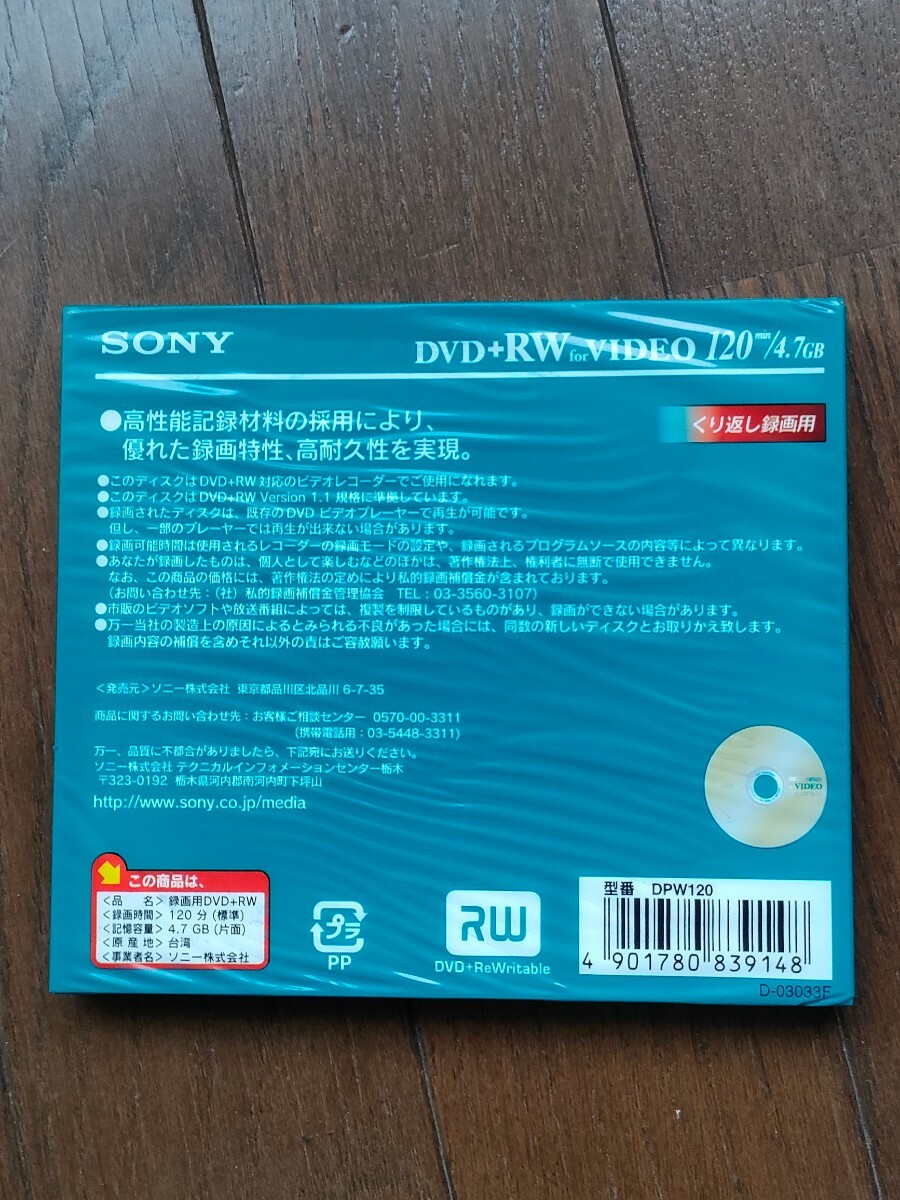 SONY
DVD+RW for VIDEO 120min/4.7GB
●高性能記録材料の採用により、
優れた録画特性、高耐久性を実現。
くり返し録画用
●このディスクはDVD+RW 対応のビデオレコーダーでご使用になれます。
●このディスクはDVD+RW Version 1.1 規格に準拠しています。
●録画されたディスクは、既存のDVD ビデオプレーヤーで再生が可能です。
但し、一部のプレーヤーでは再生が出来ない場合があります。
●録画可能時間は使用されるレコーダーの録画モードの設定や、録画されるプログラムソースの内容等によって異なります。
●あなたが録画したものは、個人として楽しむなどのほかは、著作権法上、権利者に無断で使用できません。
なお、この商品の価格には、著作権法の定めにより私的録画補償金が含まれております。
(お問い合わせ先：(社) 私的録画補償金管理協会 TEL：03-3560-3107)
●市販のビデオソフトや放送番組によっては、複製を制限しているものがあり、録画ができない場合があります。
●万一当社の製造上の原因によるとみられる不良があった場合には、同数の新しいディスクとお取りかえ致します。
録画内容の補償を含めそれ以外の責はご容赦願います。
＜発売元＞ソニー株式会社 東京都品川区北品川 6-7-35
商品に関するお問い合わせ先：お客様ご相談センター 0570-00-3311
(携帯電話用：03-5448-3311)
万一、品質に不都合がありましたら、下記宛にお送りください。
ソニー株式会社 テクニカルインフォメーションセンター栃木
〒323-0192 栃木県河内郡南河内町下坪山
http://www.sony.co.jp/media
VIDEO
この商品は、
＜品 名＞ 録画用DVD+RW
＜録画時間＞ 120 分 (標準)
＜記憶容量＞ 4.7 GB (片面)
＜原産地＞ 台湾
＜事業者名＞ ソニー株式会社
プラ
PP
RW
DVD+ReWritable
型番 DPW120
4 901780 839148
D-03033F